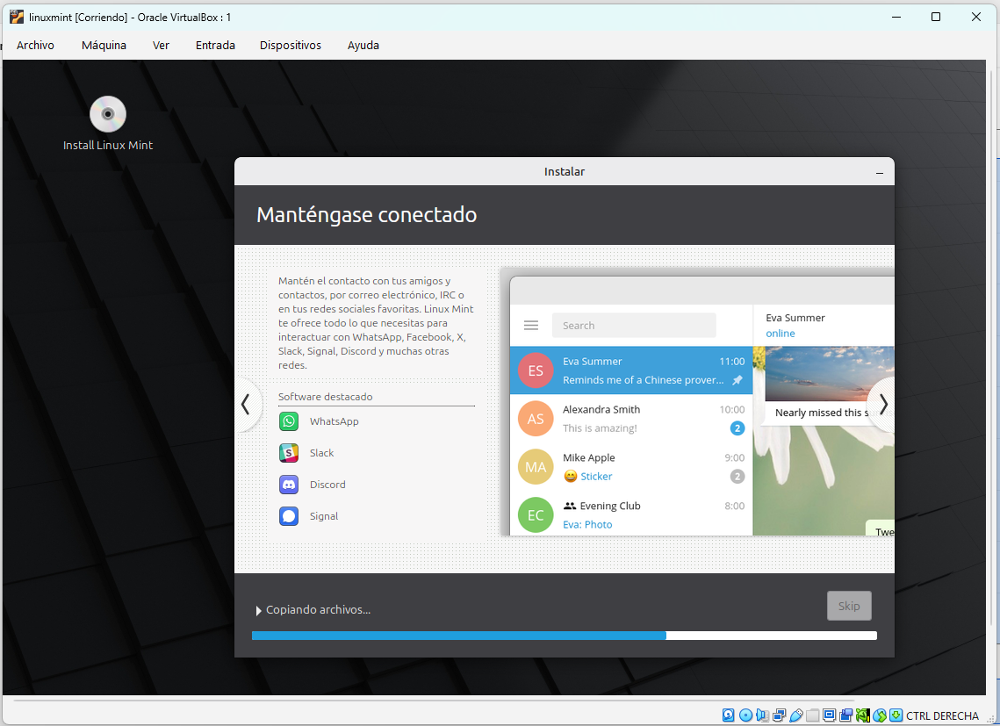 linuxmint [Corriendo] - Oracle VirtualBox : 1
Archivo Máquina Ver Entrada Dispositivos Ayuda
Install Linux Mint
Instalar
Manténgase conectado
Mantén el contacto con tus amigos y
contactos, por correo electrónico, IRC o
en tus redes sociales favoritas. Linux Mint
te ofrece todo lo que necesitas para
interactuar con WhatsApp, Facebook, X,
Slack, Signal, Discord y muchas otras
redes.
Software destacado
WhatsApp
Slack
Discord
Signal
Search
Eva Summer
online
ES
Eva Summer 11:00
Reminds me of a Chinese prover...
AS
Alexandra Smith 10:00
This is amazing! 2
MA
Mike Apple 9:00
Sticker 2
EC
Evening Club 8:00
Eva: Photo
Nearly missed this
Twe
Copiando archivos...
Skip
CTRL DERECHA